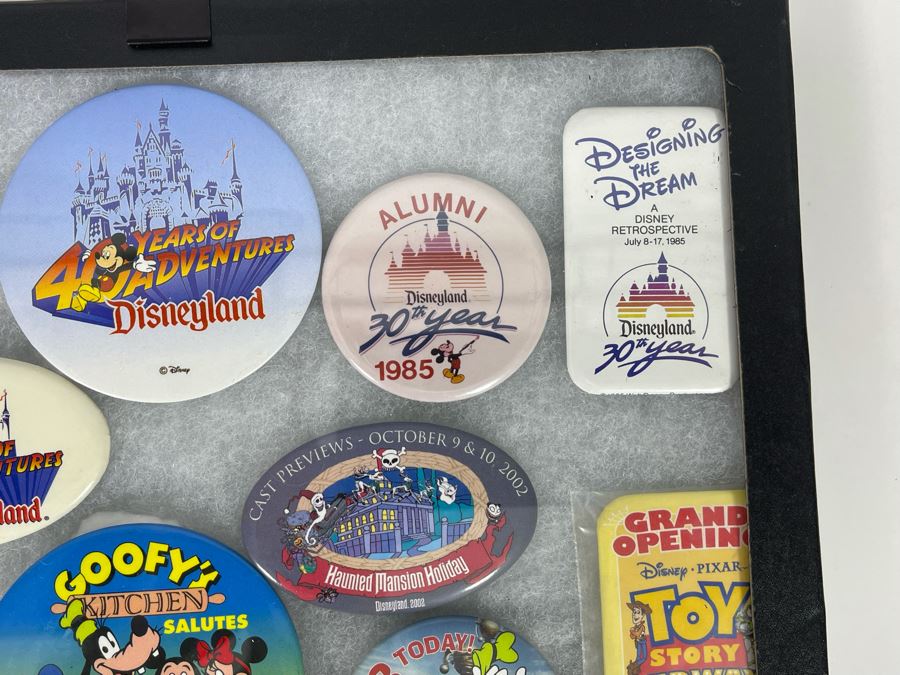 40 YEARS OF
ADVENTURES
Disneyland
© Disney
ALUMNI
Disneyland
30th year
1985
DESIGNING
THE
DREAM
A
DISNEY
RETROSPECTIVE
July 8-17, 1985
Disneyland®
30th year
OF
TURES
land®
CAST PREVIEWS - OCTOBER 9 & 10, 2002
Haunted Mansion Holiday
Disneyland. 2002
GOOFY'S
KITCHEN
SALUTES
TODAY!
GRAND
OPENING
DISNEY · PIXAR
TOY
STORY